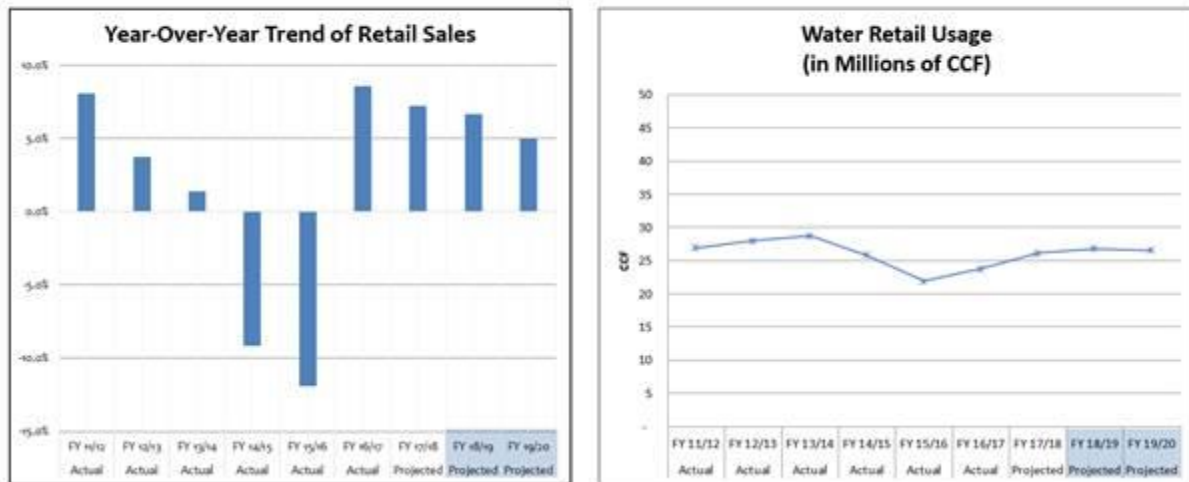 Year-Over-Year Trend of Retail Sales
10.0%
5.0%
0.0%
-5.0%
-10.0%
-15.0%
FY 11/12 FY 12/13 FY 13/14 FY 14/15 FY 15/16 FY 16/17 FY 17/18 FY 18/19 FY 19/20
Actual Actual Actual Actual Actual Actual Projected Projected Projected
Water Retail Usage
(in Millions of CCF)
50
45
40
35
30
25
20
15
10
5
-
CCF
FY 11/12 FY 12/13 FY 13/14 FY 14/15 FY 15/16 FY 16/17 FY 17/18 FY 18/19 FY 19/20
Actual Actual Actual Actual Actual Actual Projected Projected Projected